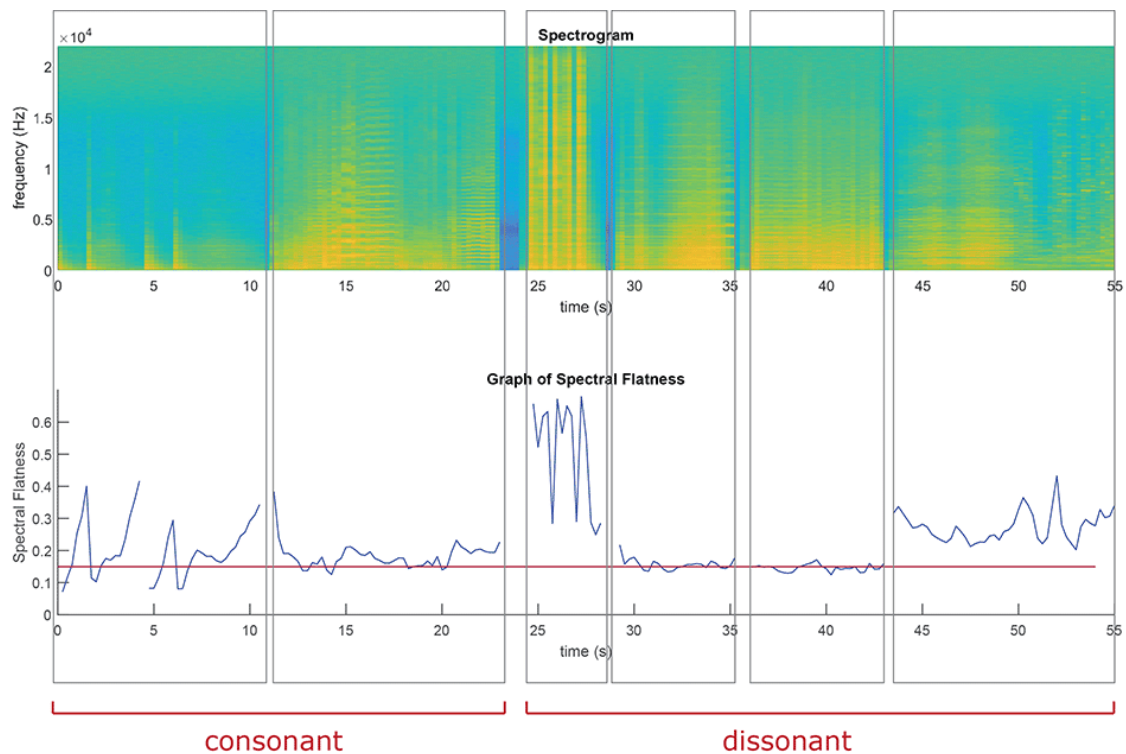 Spectrogram
×10⁴
2
1.5
1
0.5
0
frequency (Hz)
0 5 10 15 20 25 30 35 40 45 50 55
time (s)
Graph of Spectral Flatness
0.6
0.5
0.4
0.3
0.2
0.1
0
Spectral Flatness
0 5 10 15 20 25 30 35 40 45 50 55
time (s)
consonant dissonant